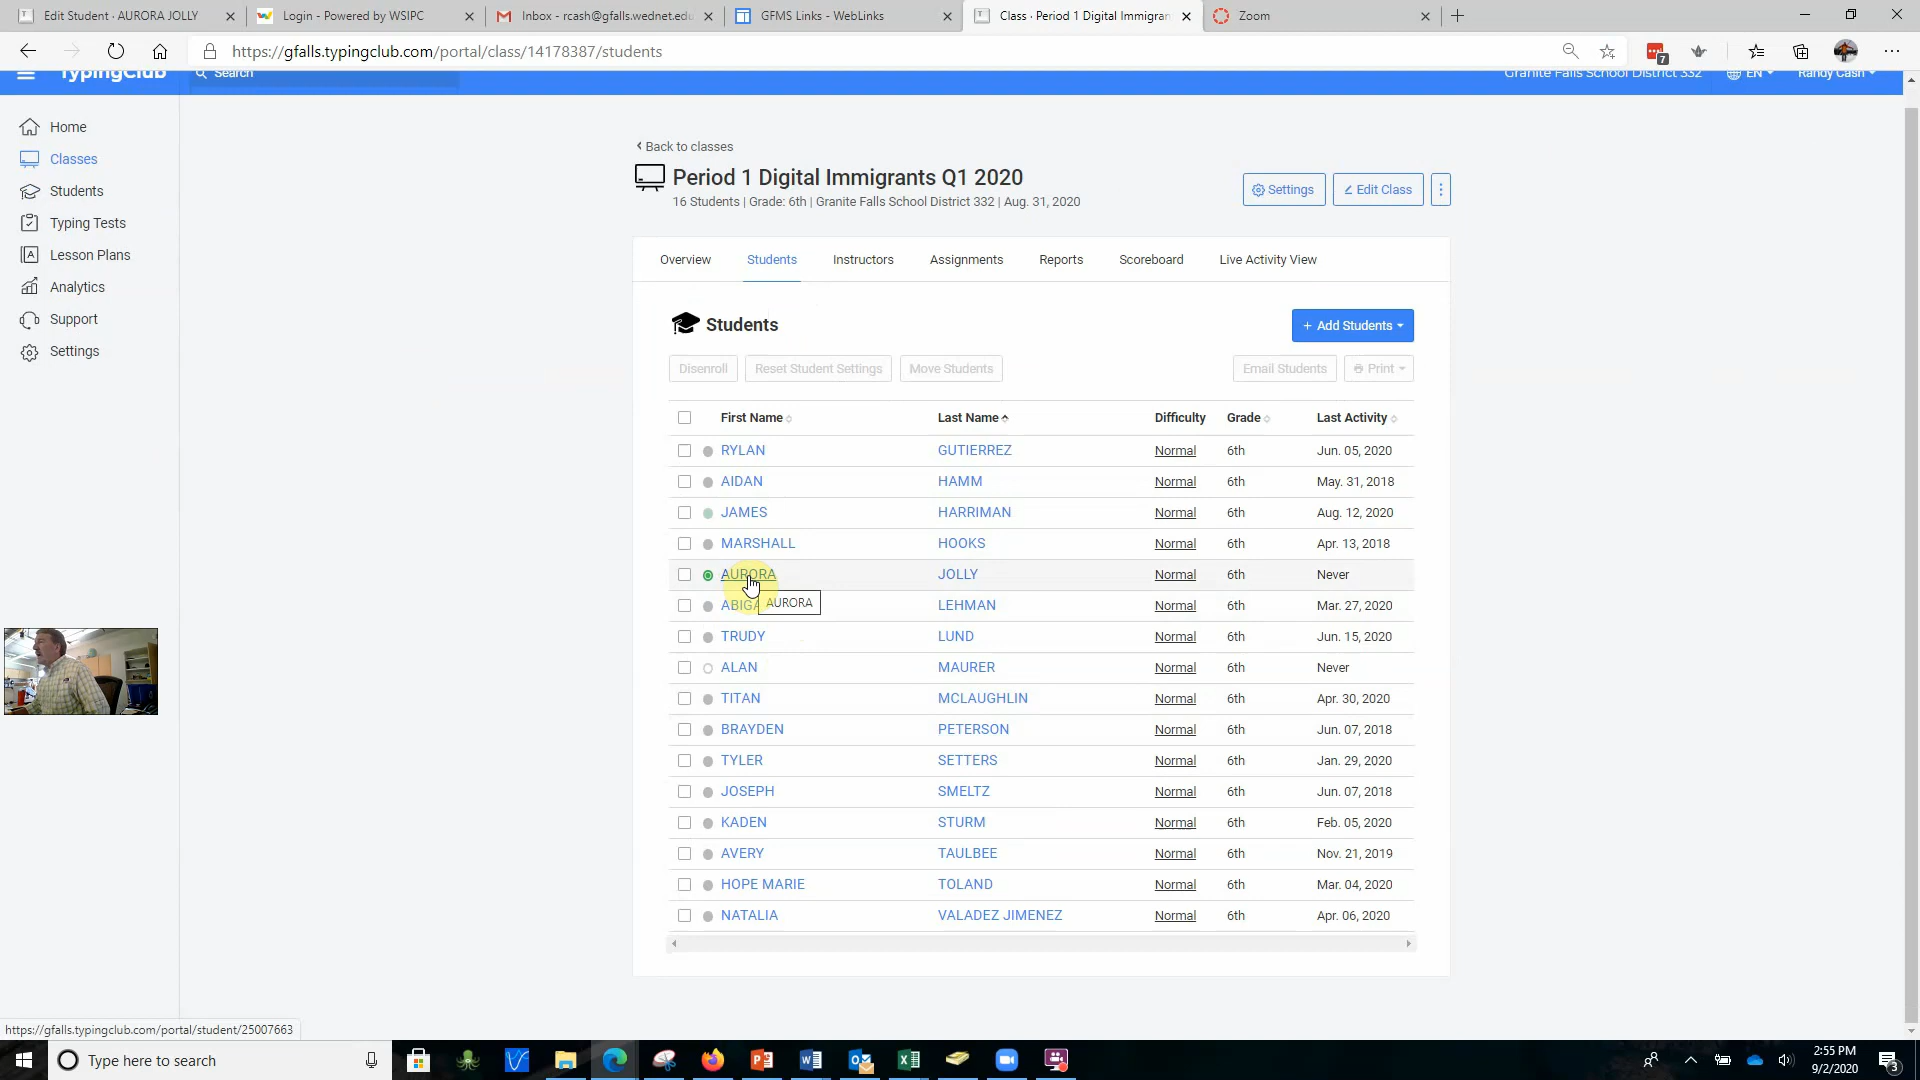 Edit Student · AURORA JOLLY
Login - Powered by WSIPC
Inbox - rcash@gfalls.wednet.edu
GFMS Links - WebLinks
Class · Period 1 Digital Immigran
Zoom
https://gfalls.typingclub.com/portal/class/14178387/students
7
TypingClub
Search
Granite Falls School District 332
EN
Randy Cash
Home
Classes
Students
Typing Tests
Lesson Plans
Analytics
Support
Settings
Back to classes
Period 1 Digital Immigrants Q1 2020
16 Students | Grade: 6th | Granite Falls School District 332 | Aug. 31, 2020
Settings
Edit Class
Overview Students Instructors Assignments Reports Scoreboard Live Activity View
Students
+ Add Students
Disenroll Reset Student Settings Move Students Email Students Print
First Name Last Name Difficulty Grade Last Activity
RYLAN GUTIERREZ Normal 6th Jun. 05, 2020
AIDAN HAMM Normal 6th May. 31, 2018
JAMES HARRIMAN Normal 6th Aug. 12, 2020
MARSHALL HOOKS Normal 6th Apr. 13, 2018
AURORA JOLLY Normal 6th Never
AURORA
ABIGA LEHMAN Normal 6th Mar. 27, 2020
TRUDY LUND Normal 6th Jun. 15, 2020
ALAN MAURER Normal 6th Never
TITAN MCLAUGHLIN Normal 6th Apr. 30, 2020
BRAYDEN PETERSON Normal 6th Jun. 07, 2018
TYLER SETTERS Normal 6th Jan. 29, 2020
JOSEPH SMELTZ Normal 6th Jun. 07, 2018
KADEN STURM Normal 6th Feb. 05, 2020
AVERY TAULBEE Normal 6th Nov. 21, 2019
HOPE MARIE TOLAND Normal 6th Mar. 04, 2020
NATALIA VALADEZ JIMENEZ Normal 6th Apr. 06, 2020
https://gfalls.typingclub.com/portal/student/25007663
Type here to search
2:55 PM
9/2/2020
3